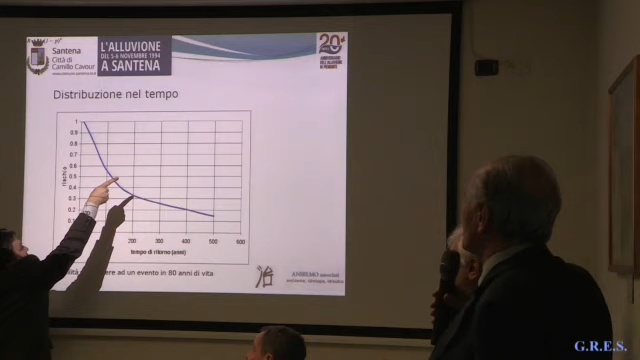 Santena
Città di
Camillo Cavour
L'ALLUVIONE
DEL 5-6 NOVEMBRE 1994
A SANTENA
20
Distribuzione nel tempo
1
0.9
0.8
0.7
0.6
0.5
0.4
0.3
0.2
0.1
rischio
200 300 400 500 600
tempo di ritorno (anni)
ere ad un evento in 80 anni di vita
G.R.E.S.